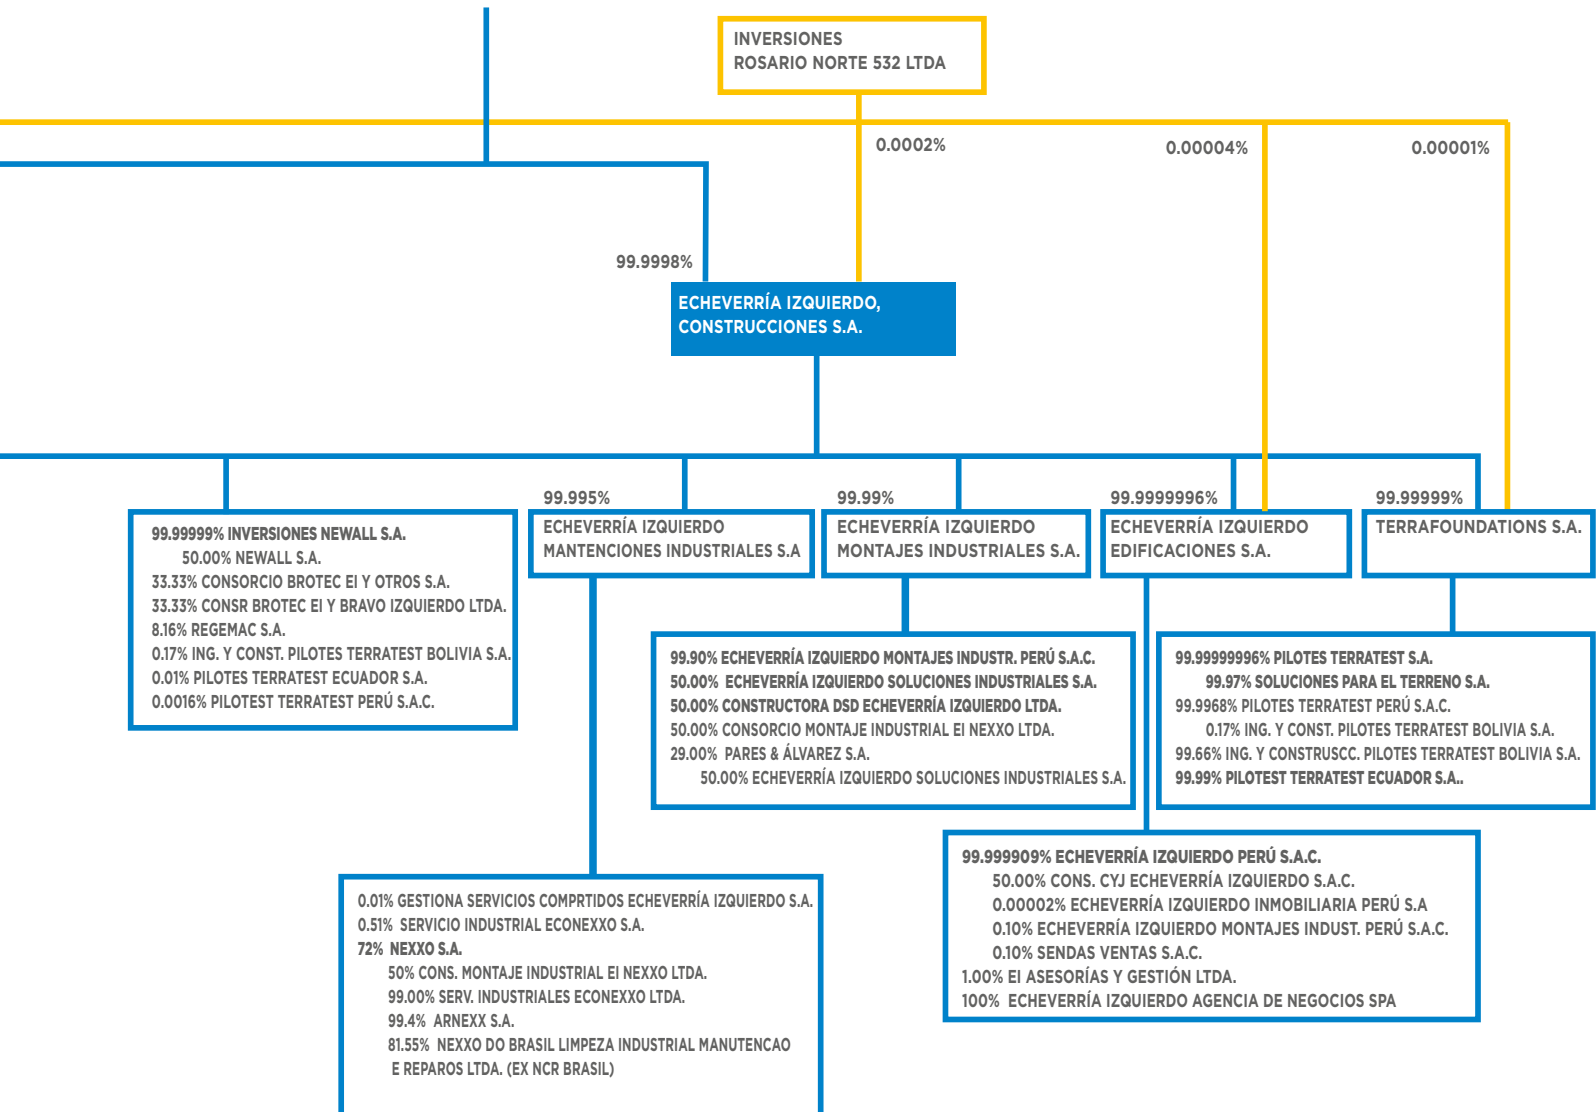 INVERSIONES
ROSARIO NORTE 532 LTDA
0.0002%
0.00004%
0.00001%
99.9998%
ECHEVERRÍA IZQUIERDO,
CONSTRUCCIONES S.A.
99.99999% INVERSIONES NEWALL S.A.
50.00% NEWALL S.A.
33.33% CONSORCIO BROTEC EI Y OTROS S.A.
33.33% CONSR BROTEC EI Y BRAVO IZQUIERDO LTDA.
8.16% REGEMAC S.A.
0.17% ING. Y CONST. PILOTES TERRATEST BOLIVIA S.A.
0.01% PILOTES TERRATEST ECUADOR S.A.
0.0016% PILOTEST TERRATEST PERÚ S.A.C.
99.995%
ECHEVERRÍA IZQUIERDO
MANTENCIONES INDUSTRIALES S.A
99.99%
ECHEVERRÍA IZQUIERDO
MONTAJES INDUSTRIALES S.A.
99.9999996%
ECHEVERRÍA IZQUIERDO
EDIFICACIONES S.A.
99.99999%
TERRAFOUNDATIONS S.A.
99.90% ECHEVERRÍA IZQUIERDO MONTAJES INDUSTR. PERÚ S.A.C.
50.00% ECHEVERRÍA IZQUIERDO SOLUCIONES INDUSTRIALES S.A.
50.00% CONSTRUCTORA DSD ECHEVERRÍA IZQUIERDO LTDA.
50.00% CONSORCIO MONTAJE INDUSTRIAL EI NEXXO LTDA.
29.00% PARES & ÁLVAREZ S.A.
50.00% ECHEVERRÍA IZQUIERDO SOLUCIONES INDUSTRIALES S.A.
99.99999996% PILOTES TERRATEST S.A.
99.97% SOLUCIONES PARA EL TERRENO S.A.
99.9968% PILOTES TERRATEST PERÚ S.A.C.
0.17% ING. Y CONST. PILOTES TERRATEST BOLIVIA S.A.
99.66% ING. Y CONSTRUSCC. PILOTES TERRATEST BOLIVIA S.A.
99.99% PILOTEST TERRATEST ECUADOR S.A..
0.01% GESTIONA SERVICIOS COMPRTIDOS ECHEVERRÍA IZQUIERDO S.A.
0.51% SERVICIO INDUSTRIAL ECONEXXO S.A.
72% NEXXO S.A.
50% CONS. MONTAJE INDUSTRIAL EI NEXXO LTDA.
99.00% SERV. INDUSTRIALES ECONEXXO LTDA.
99.4% ARNEXX S.A.
81.55% NEXXO DO BRASIL LIMPEZA INDUSTRIAL MANUTENCAO
E REPAROS LTDA. (EX NCR BRASIL)
99.999909% ECHEVERRÍA IZQUIERDO PERÚ S.A.C.
50.00% CONS. CYJ ECHEVERRÍA IZQUIERDO S.A.C.
0.00002% ECHEVERRÍA IZQUIERDO INMOBILIARIA PERÚ S.A
0.10% ECHEVERRÍA IZQUIERDO MONTAJES INDUST. PERÚ S.A.C.
0.10% SENDAS VENTAS S.A.C.
1.00% EI ASESORÍAS Y GESTIÓN LTDA.
100% ECHEVERRÍA IZQUIERDO AGENCIA DE NEGOCIOS SPA